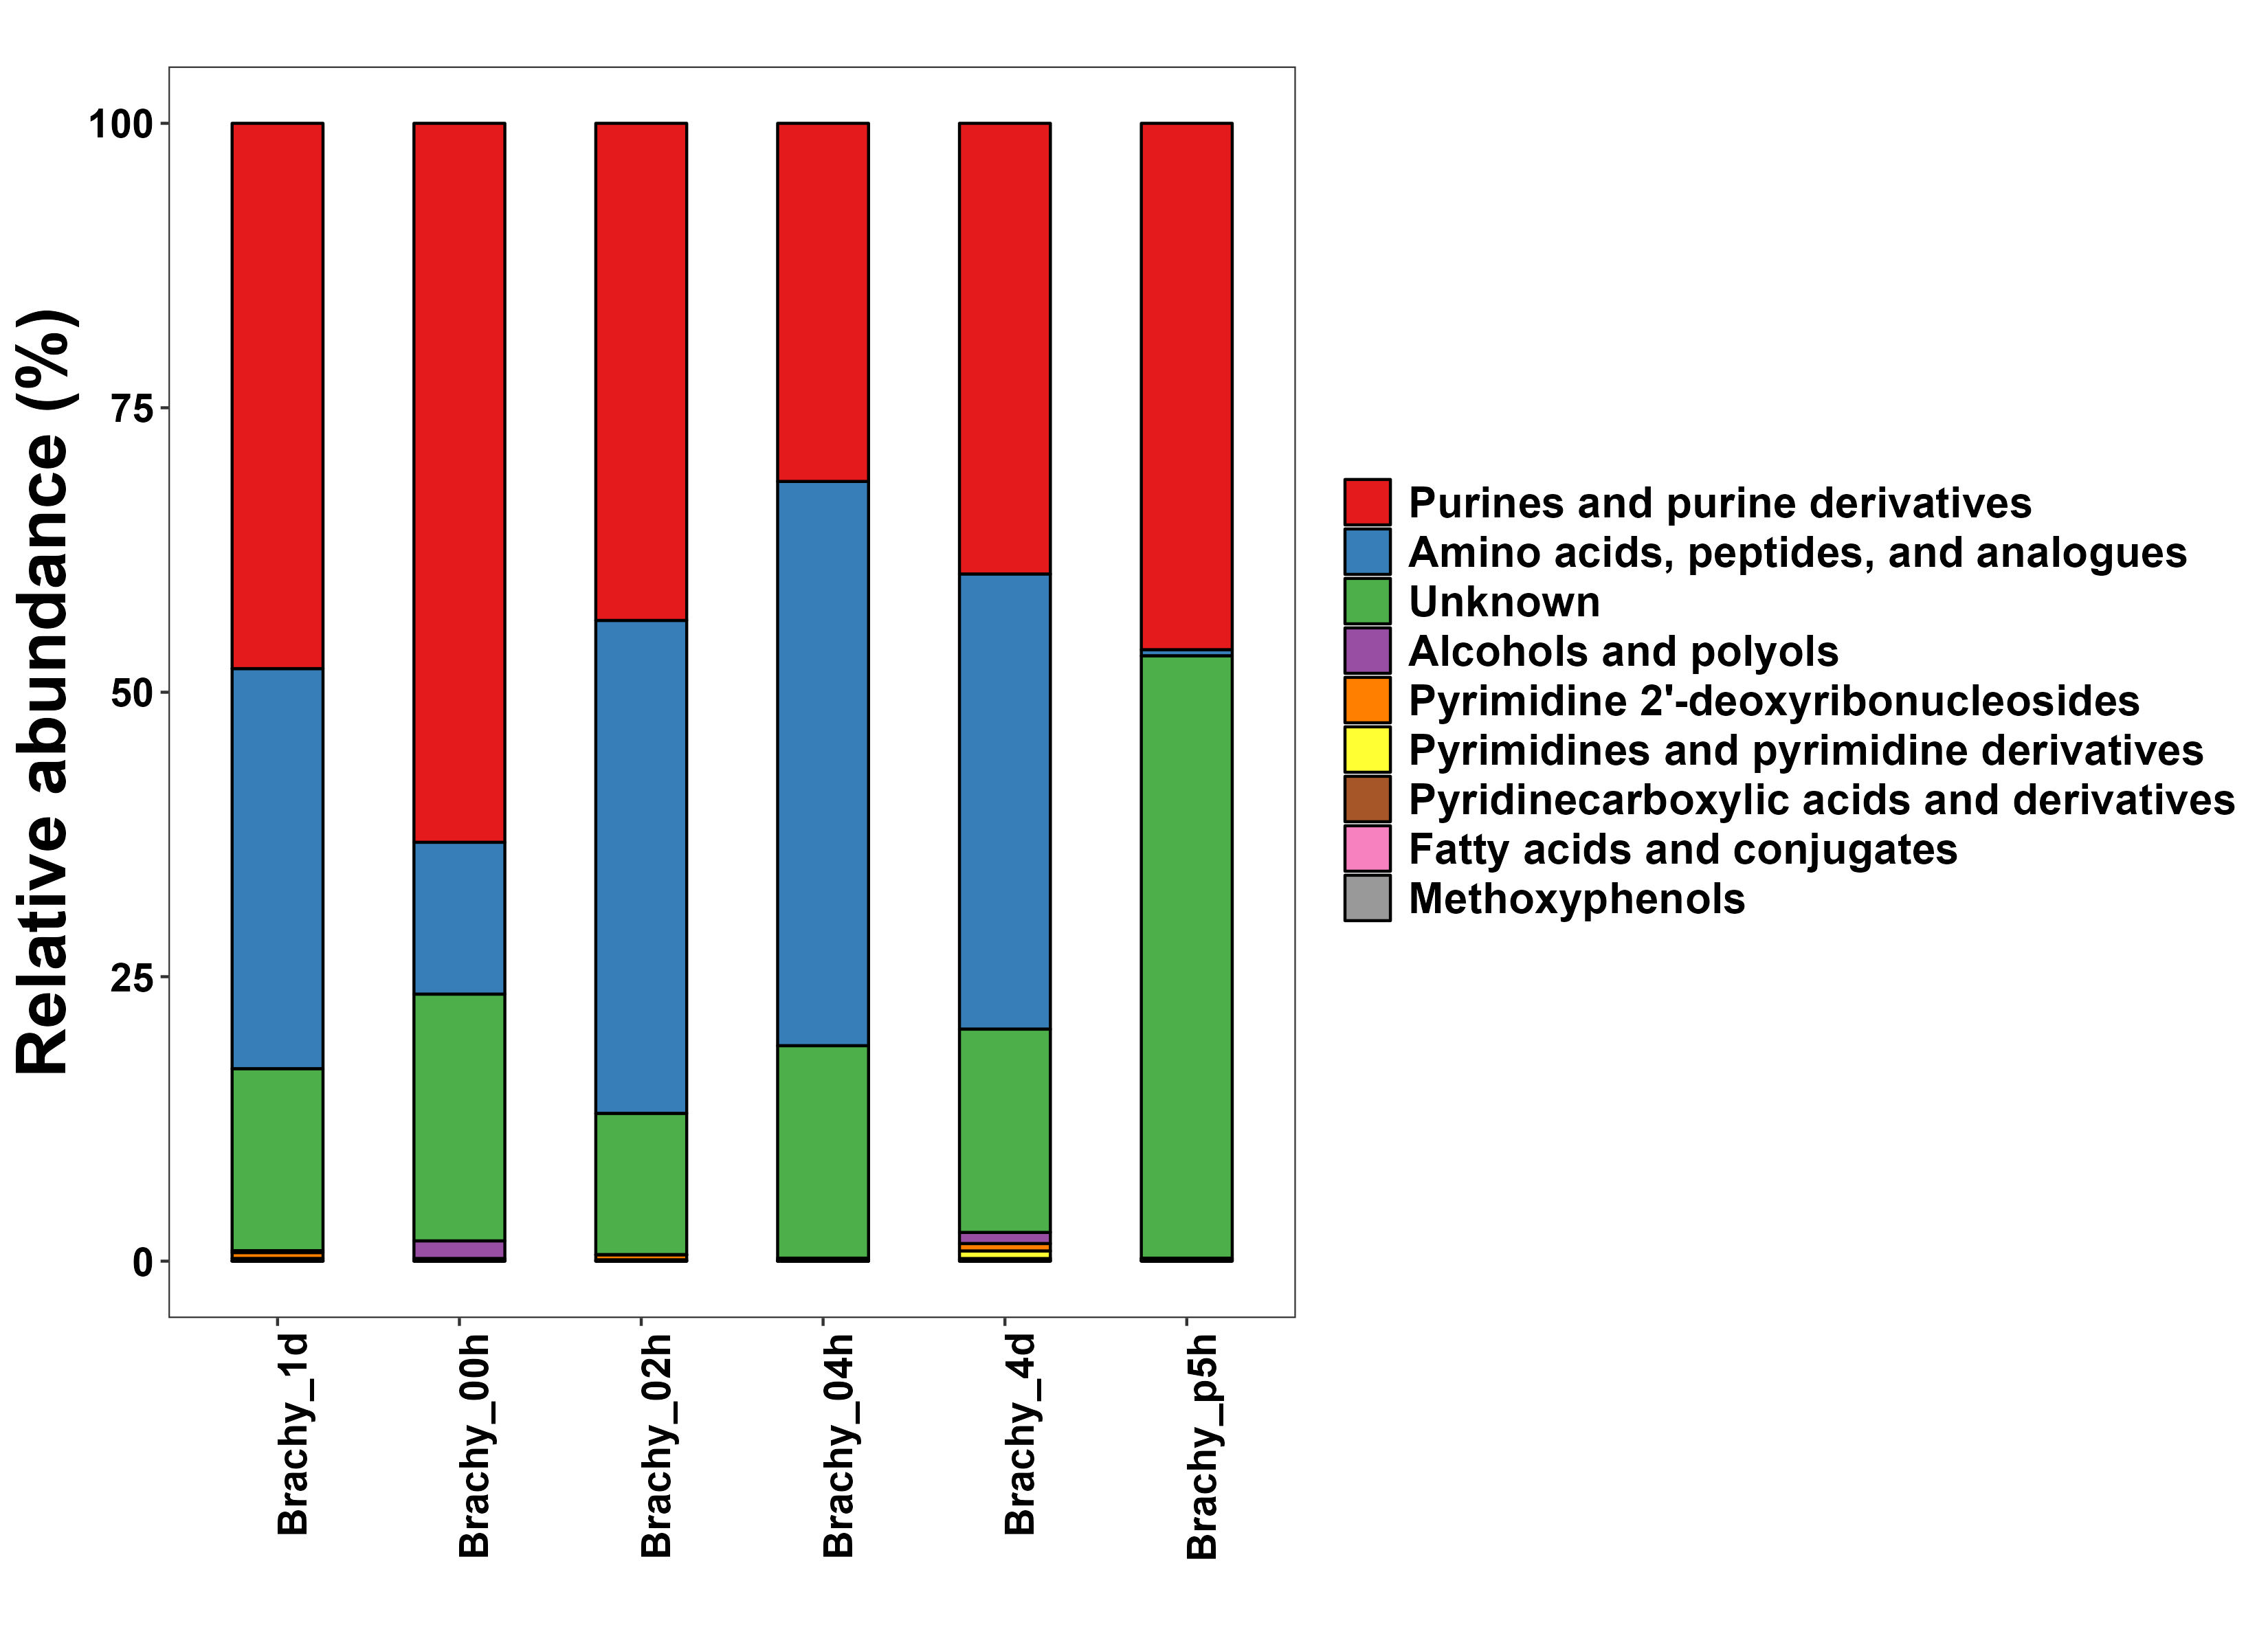 Relative abundance (%)
100
75
50
25
0
Brachy_1d
Brachy_00h
Brachy_02h
Brachy_04h
Brachy_4d
Brachy_p5h
Purines and purine derivatives
Amino acids, peptides, and analogues
Unknown
Alcohols and polyols
Pyrimidine 2'-deoxyribonucleosides
Pyrimidines and pyrimidine derivatives
Pyridinecarboxylic acids and derivatives
Fatty acids and conjugates
Methoxyphenols